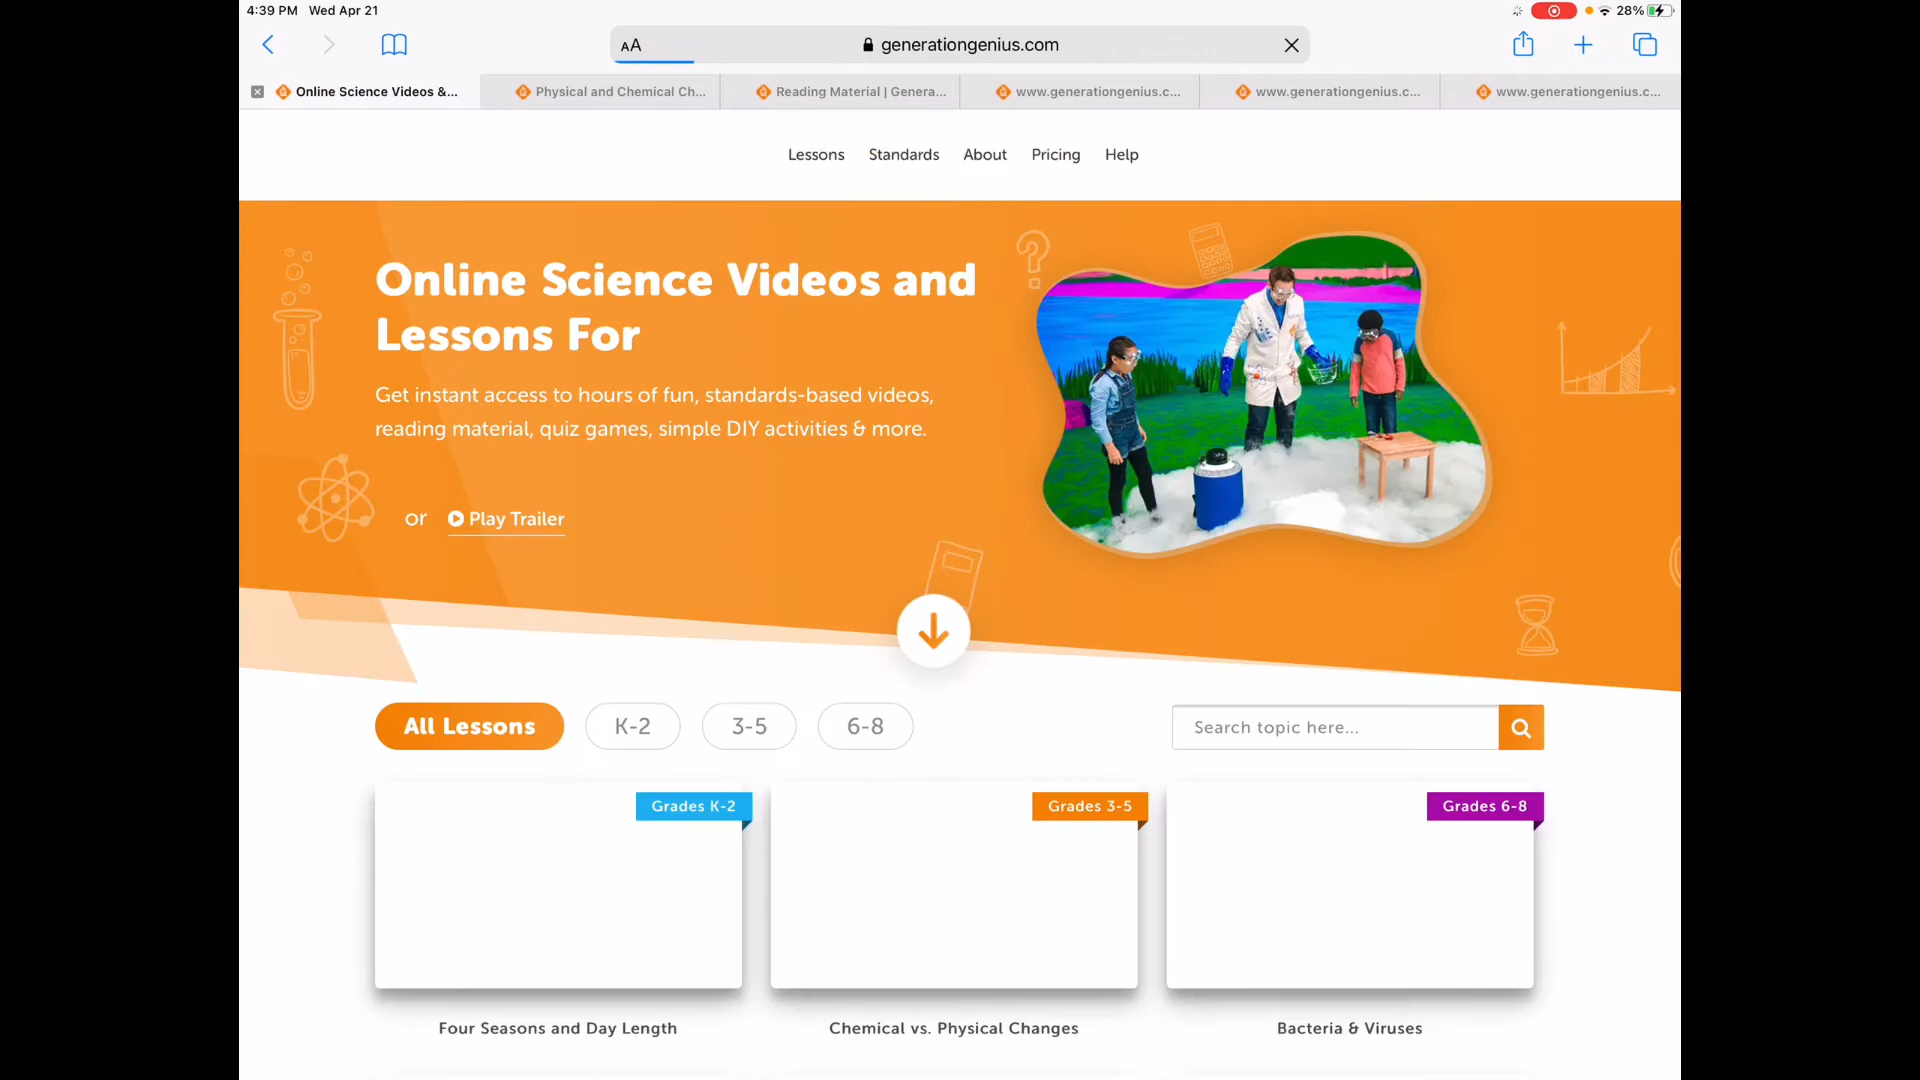 4:39 PM Wed Apr 21
28%
AA
generationgenius.com
Online Science Videos &...
Physical and Chemical Ch...
Reading Material | Genera...
www.generationgenius.c...
www.generationgenius.c...
www.generationgenius.c...
Lessons Standards About Pricing Help
Online Science Videos and
Lessons For
Get instant access to hours of fun, standards-based videos,
reading material, quiz games, simple DIY activities & more.
or Play Trailer
All Lessons K-2 3-5 6-8
Search topic here...
Grades K-2
Grades 3-5
Grades 6-8
Four Seasons and Day Length
Chemical vs. Physical Changes
Bacteria & Viruses